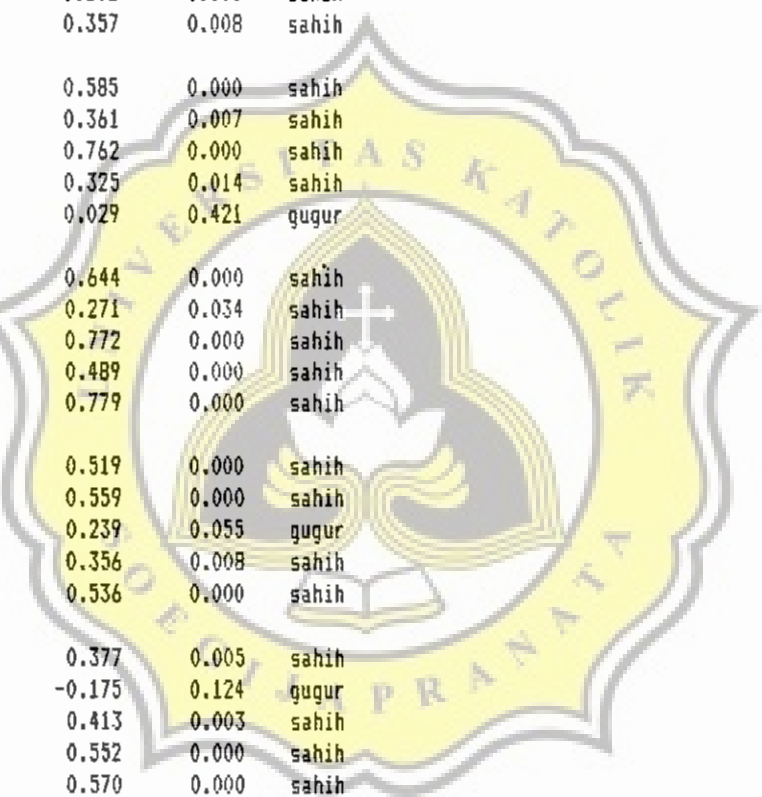 0.357 0.008 sahih
0.585 0.000 sahih
0.361 0.007 sahih
0.762 0.000 sahih
0.325 0.014 sahih
0.029 0.421 gugur
0.644 0.000 sahih
0.271 0.034 sahih
0.772 0.000 sahih
0.489 0.000 sahih
0.779 0.000 sahih
0.519 0.000 sahih
0.559 0.000 sahih
0.239 0.055 gugur
0.356 0.008 sahih
0.536 0.000 sahih
0.377 0.005 sahih
-0.175 0.124 gugur
0.413 0.003 sahih
0.552 0.000 sahih
0.570 0.000 sahih
UNIVERSITAS KATOLIK
SOEGIJAPRANATA